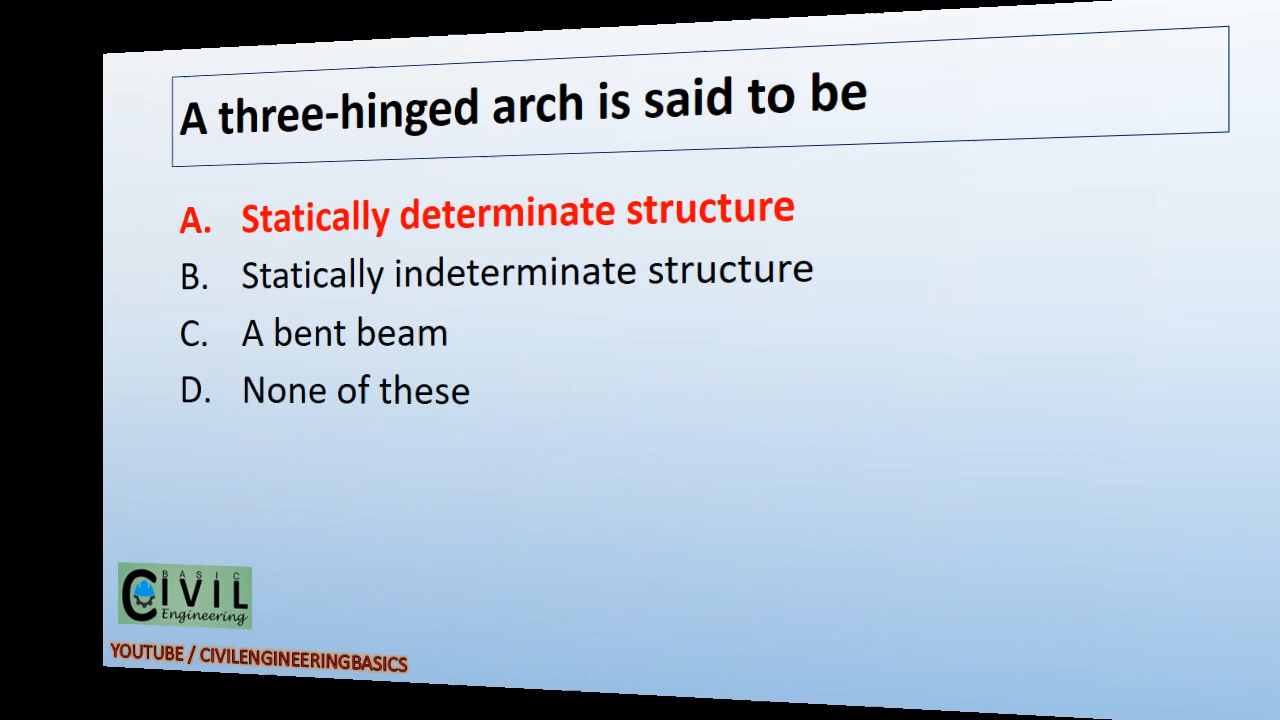 A three-hinged arch is said to be
A. Statically determinate structure
B. Statically indeterminate structure
C. A bent beam
D. None of these
BASIC
CIVIL
Engineering
YOUTUBE / CIVILENGINEERINGBASICS